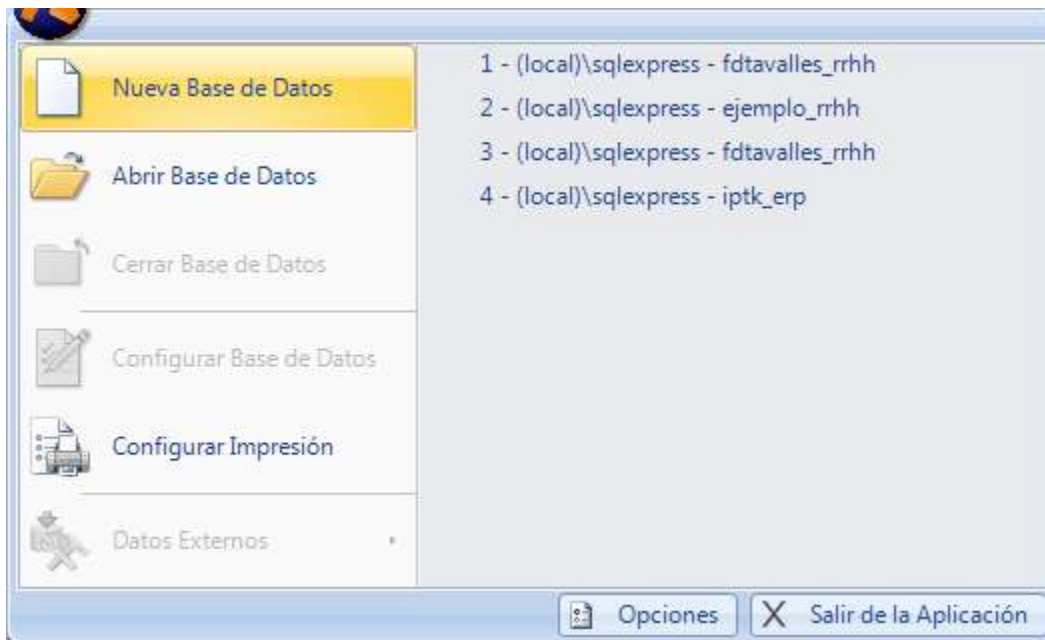 Nueva Base de Datos
Abrir Base de Datos
Cerrar Base de Datos
Configurar Base de Datos
Configurar Impresión
Datos Externos
1 - (local)\sqlexpress - fdtavalles_rrhh
2 - (local)\sqlexpress - ejemplo_rrhh
3 - (local)\sqlexpress - fdtavalles_rrhh
4 - (local)\sqlexpress - iptk_erp
Opciones
Salir de la Aplicación